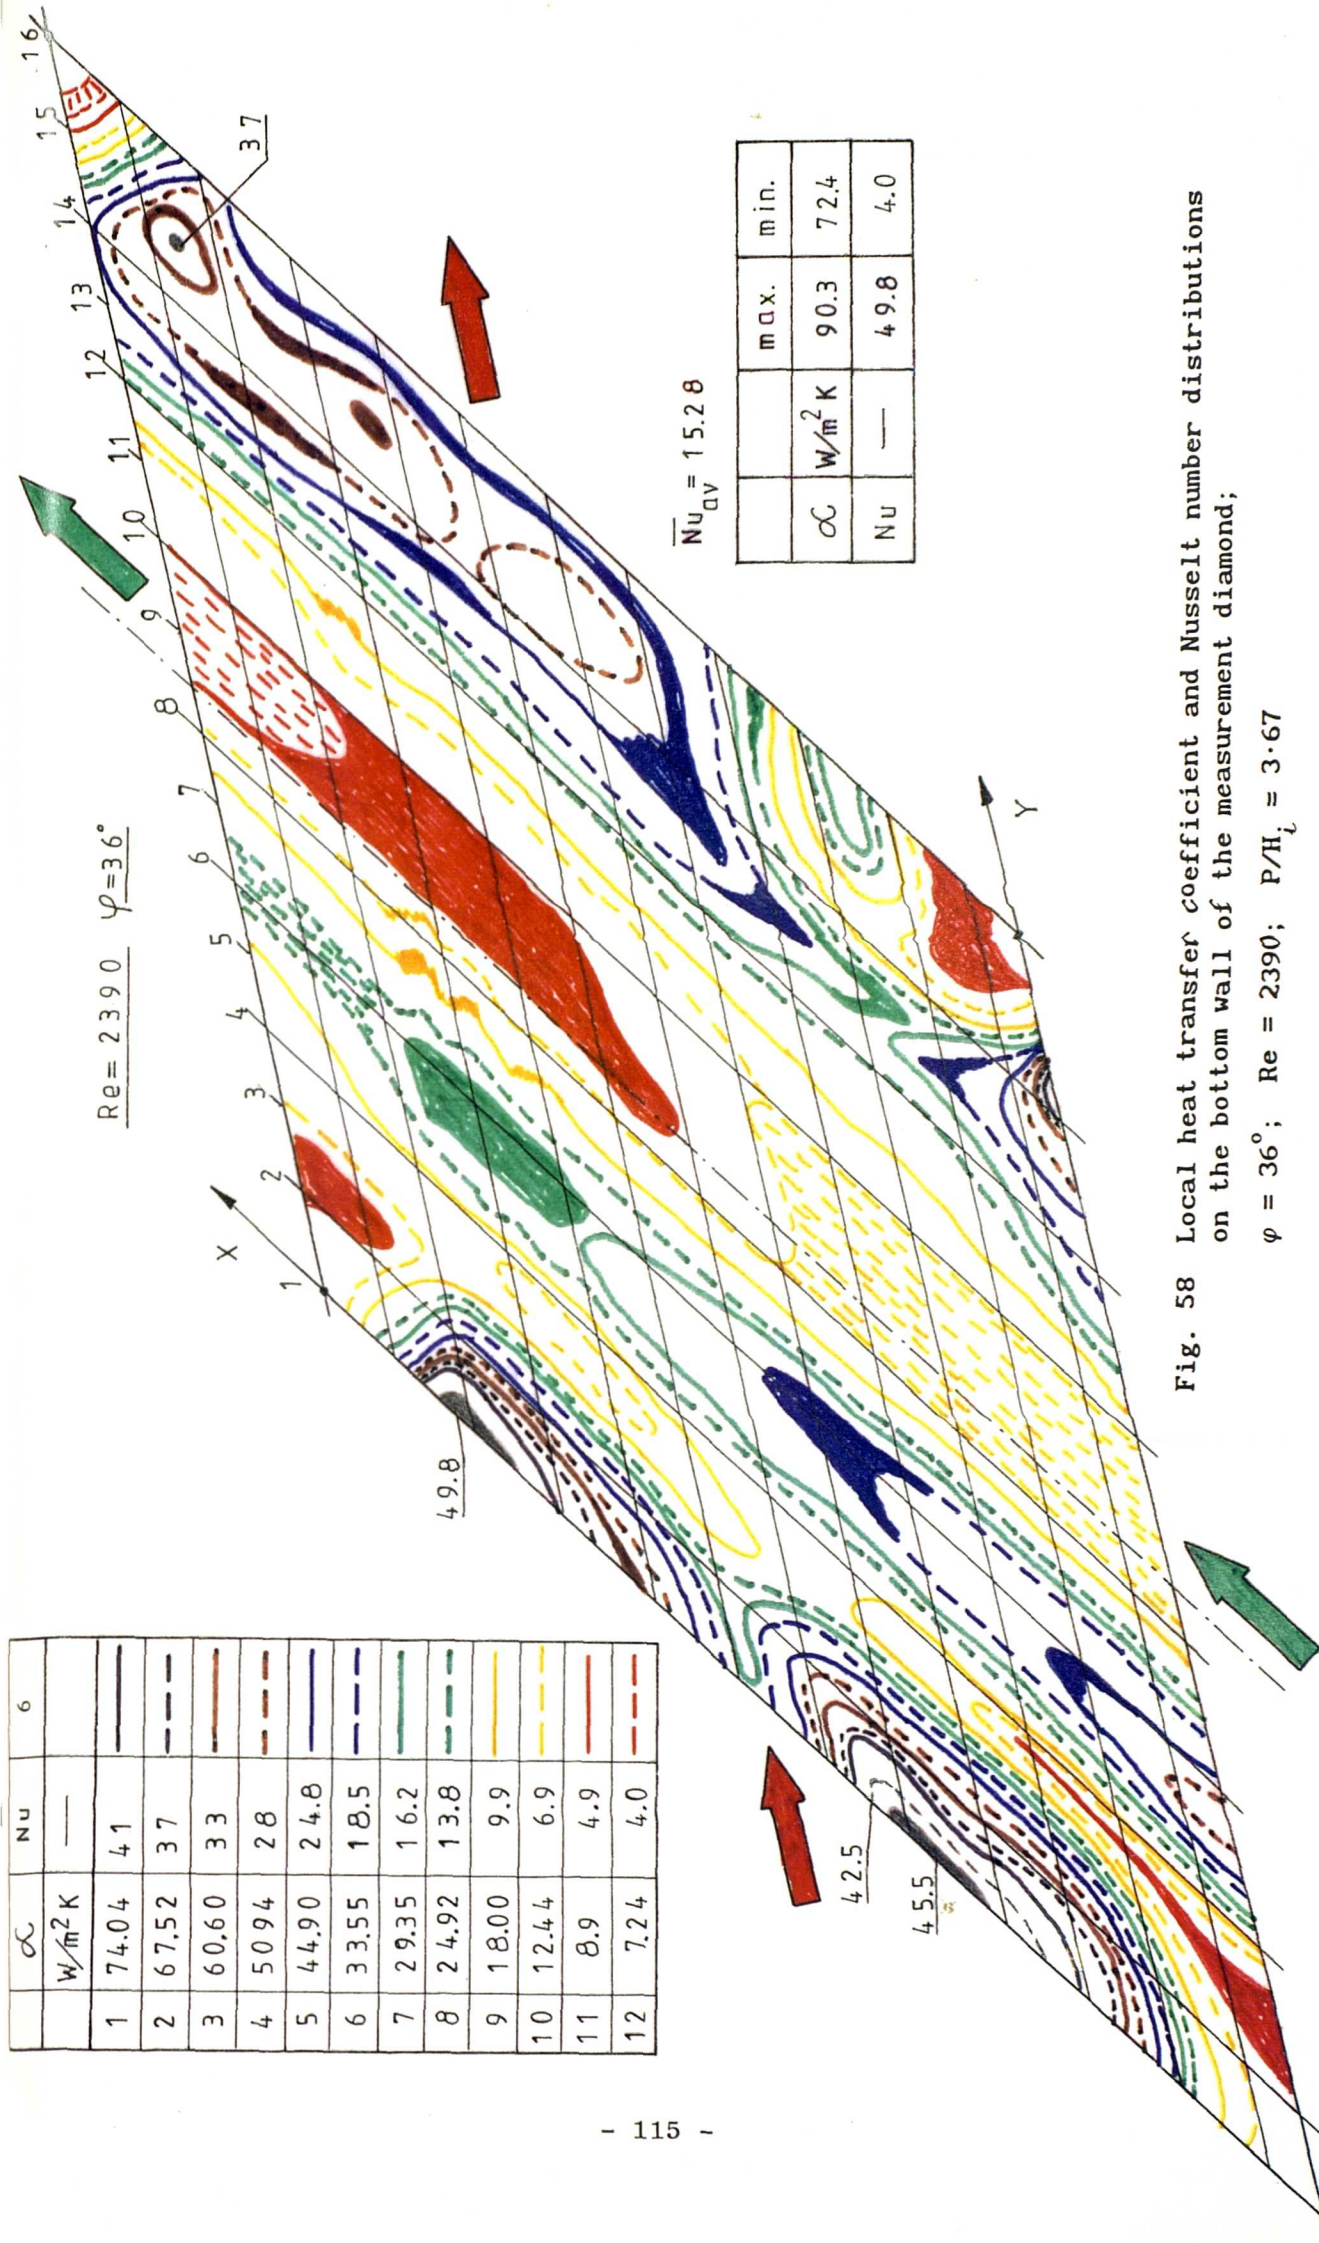 α Nu 6
W/m² K —
1 74.04 41
2 67.52 37
3 60.60 33
4 5094 28
5 44.90 24.8
6 33.55 18.5
7 29.35 16.2
8 24.92 13.8
9 18.00 9.9
10 12.44 6.9
11 8.9 4.9
12 7.24 4.0
Re= 2390 φ=36°
X
1 2 3 4 5 6 7 8 9 10 11 12 13 14 15 16
37
49.8
42.5
45.5
Y
Nu av = 15.28
max. min.
α W/m² K 90.3 72.4
Nu — 49.8 4.0
Fig. 58 Local heat transfer coefficient and Nusselt number distributions
on the bottom wall of the measurement diamond;
φ = 36°; Re = 2390; P/Hi = 3·67
- 115 -